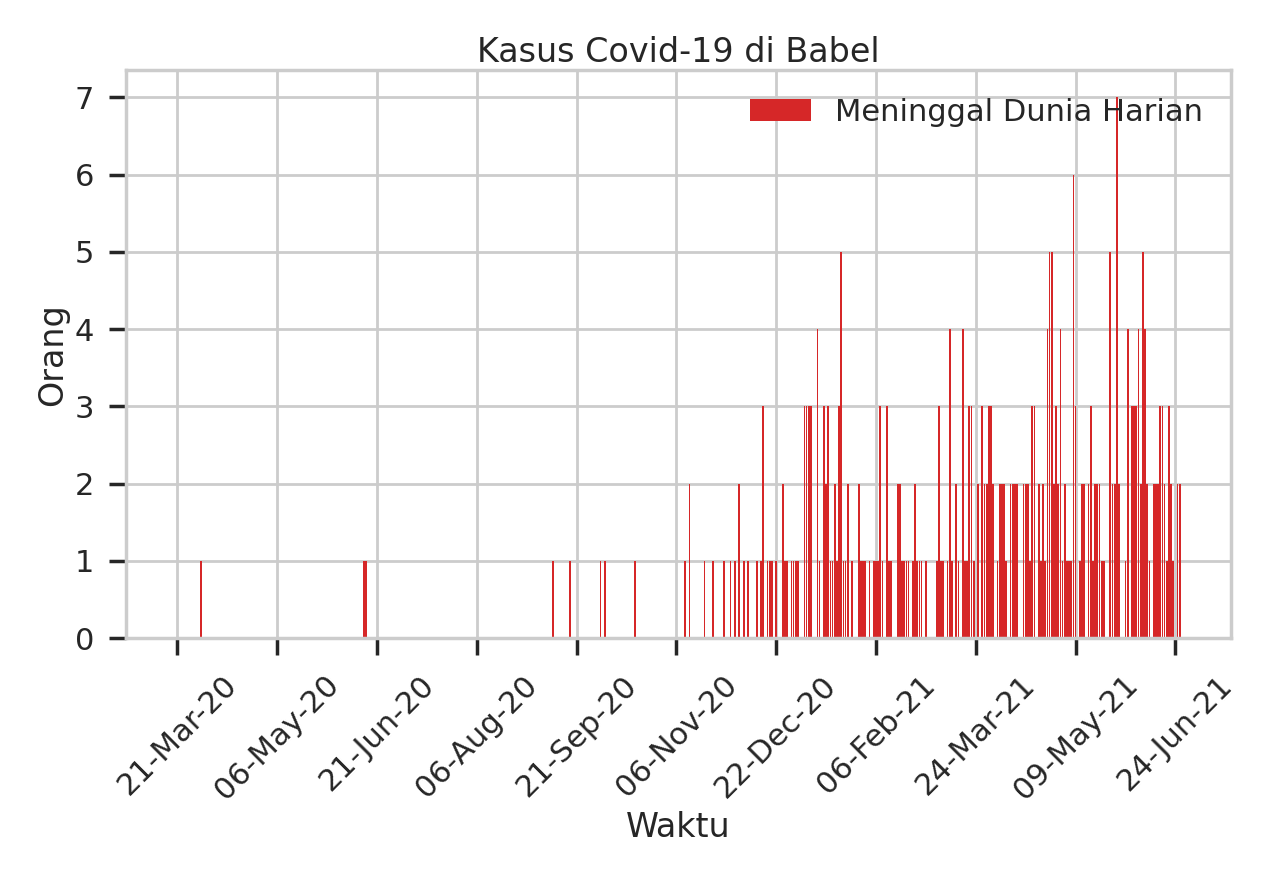 Kasus Covid-19 di Babel
Meninggal Dunia Harian
Orang
7
6
5
4
3
2
1
0
21-Mar-20
06-May-20
21-Jun-20
06-Aug-20
21-Sep-20
06-Nov-20
22-Dec-20
06-Feb-21
24-Mar-21
09-May-21
24-Jun-21
Waktu